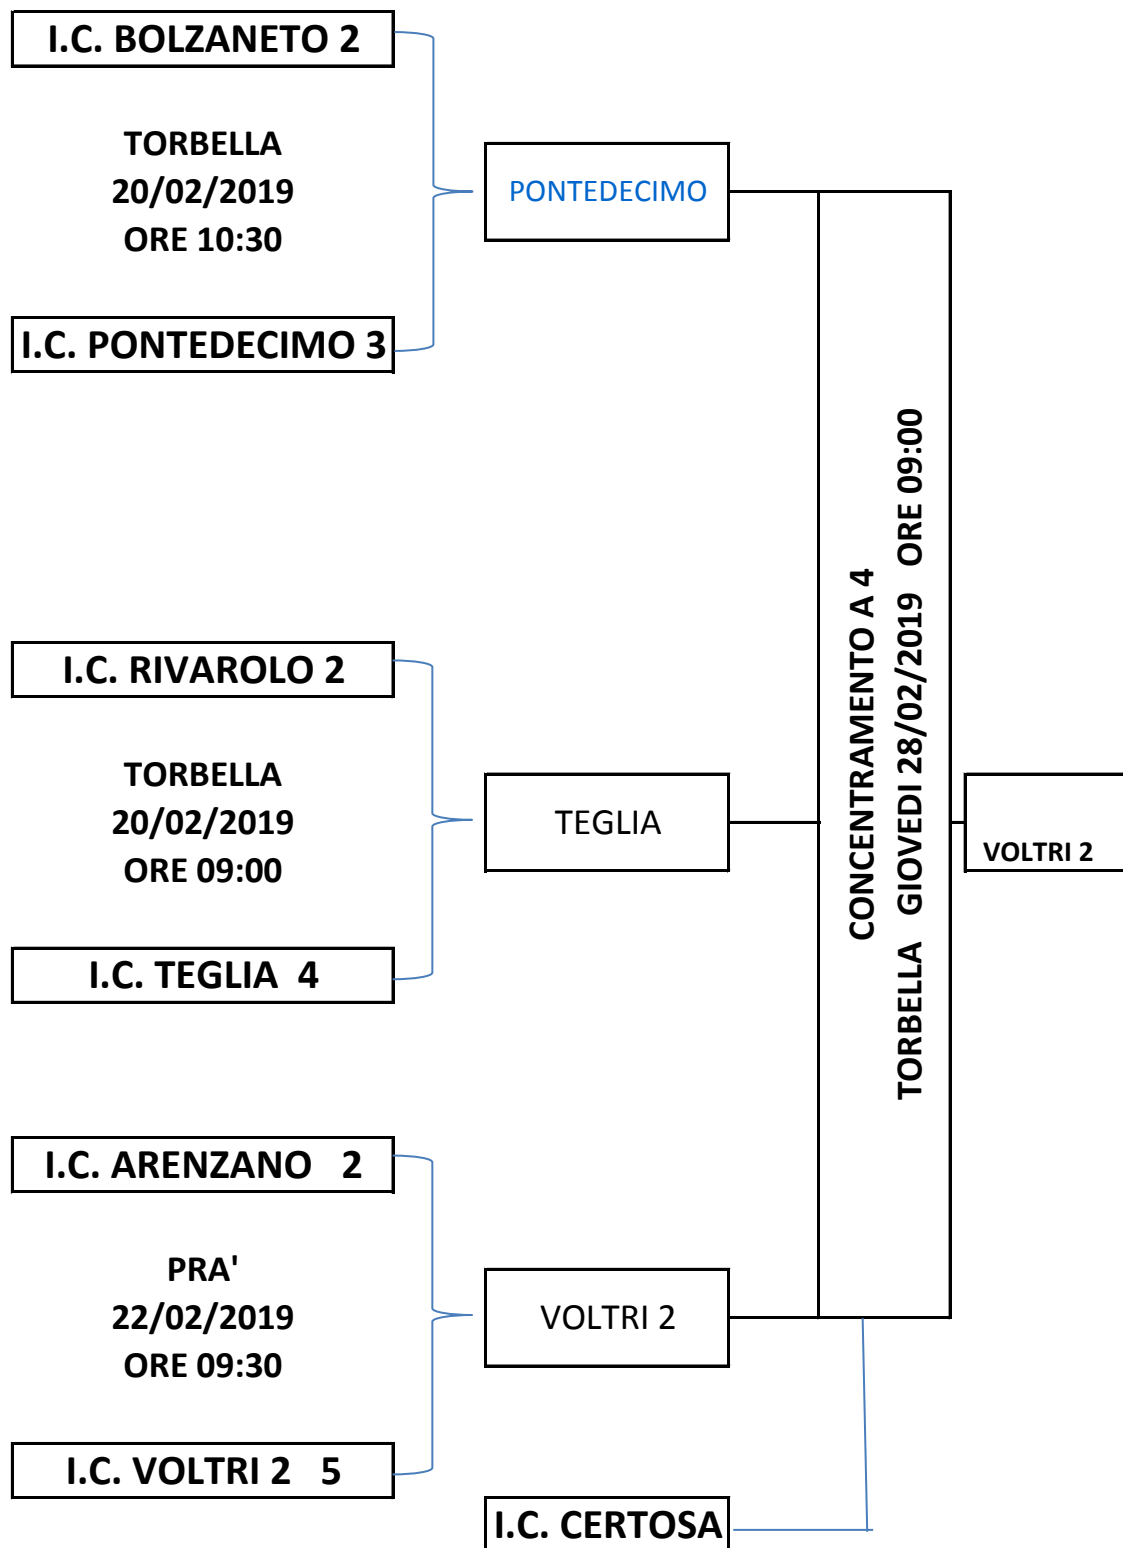 I.C. BOLZANETO 2
TORBELLA
20/02/2019
ORE 10:30
I.C. PONTEDECIMO 3
PONTEDECIMO
I.C. RIVAROLO 2
TORBELLA
20/02/2019
ORE 09:00
I.C. TEGLIA 4
TEGLIA
I.C. ARENZANO 2
PRA'
22/02/2019
ORE 09:30
I.C. VOLTRI 2 5
VOLTRI 2
I.C. CERTOSA
CONCENTRAMENTO A 4
TORBELLA GIOVEDI 28/02/2019 ORE 09:00
VOLTRI 2